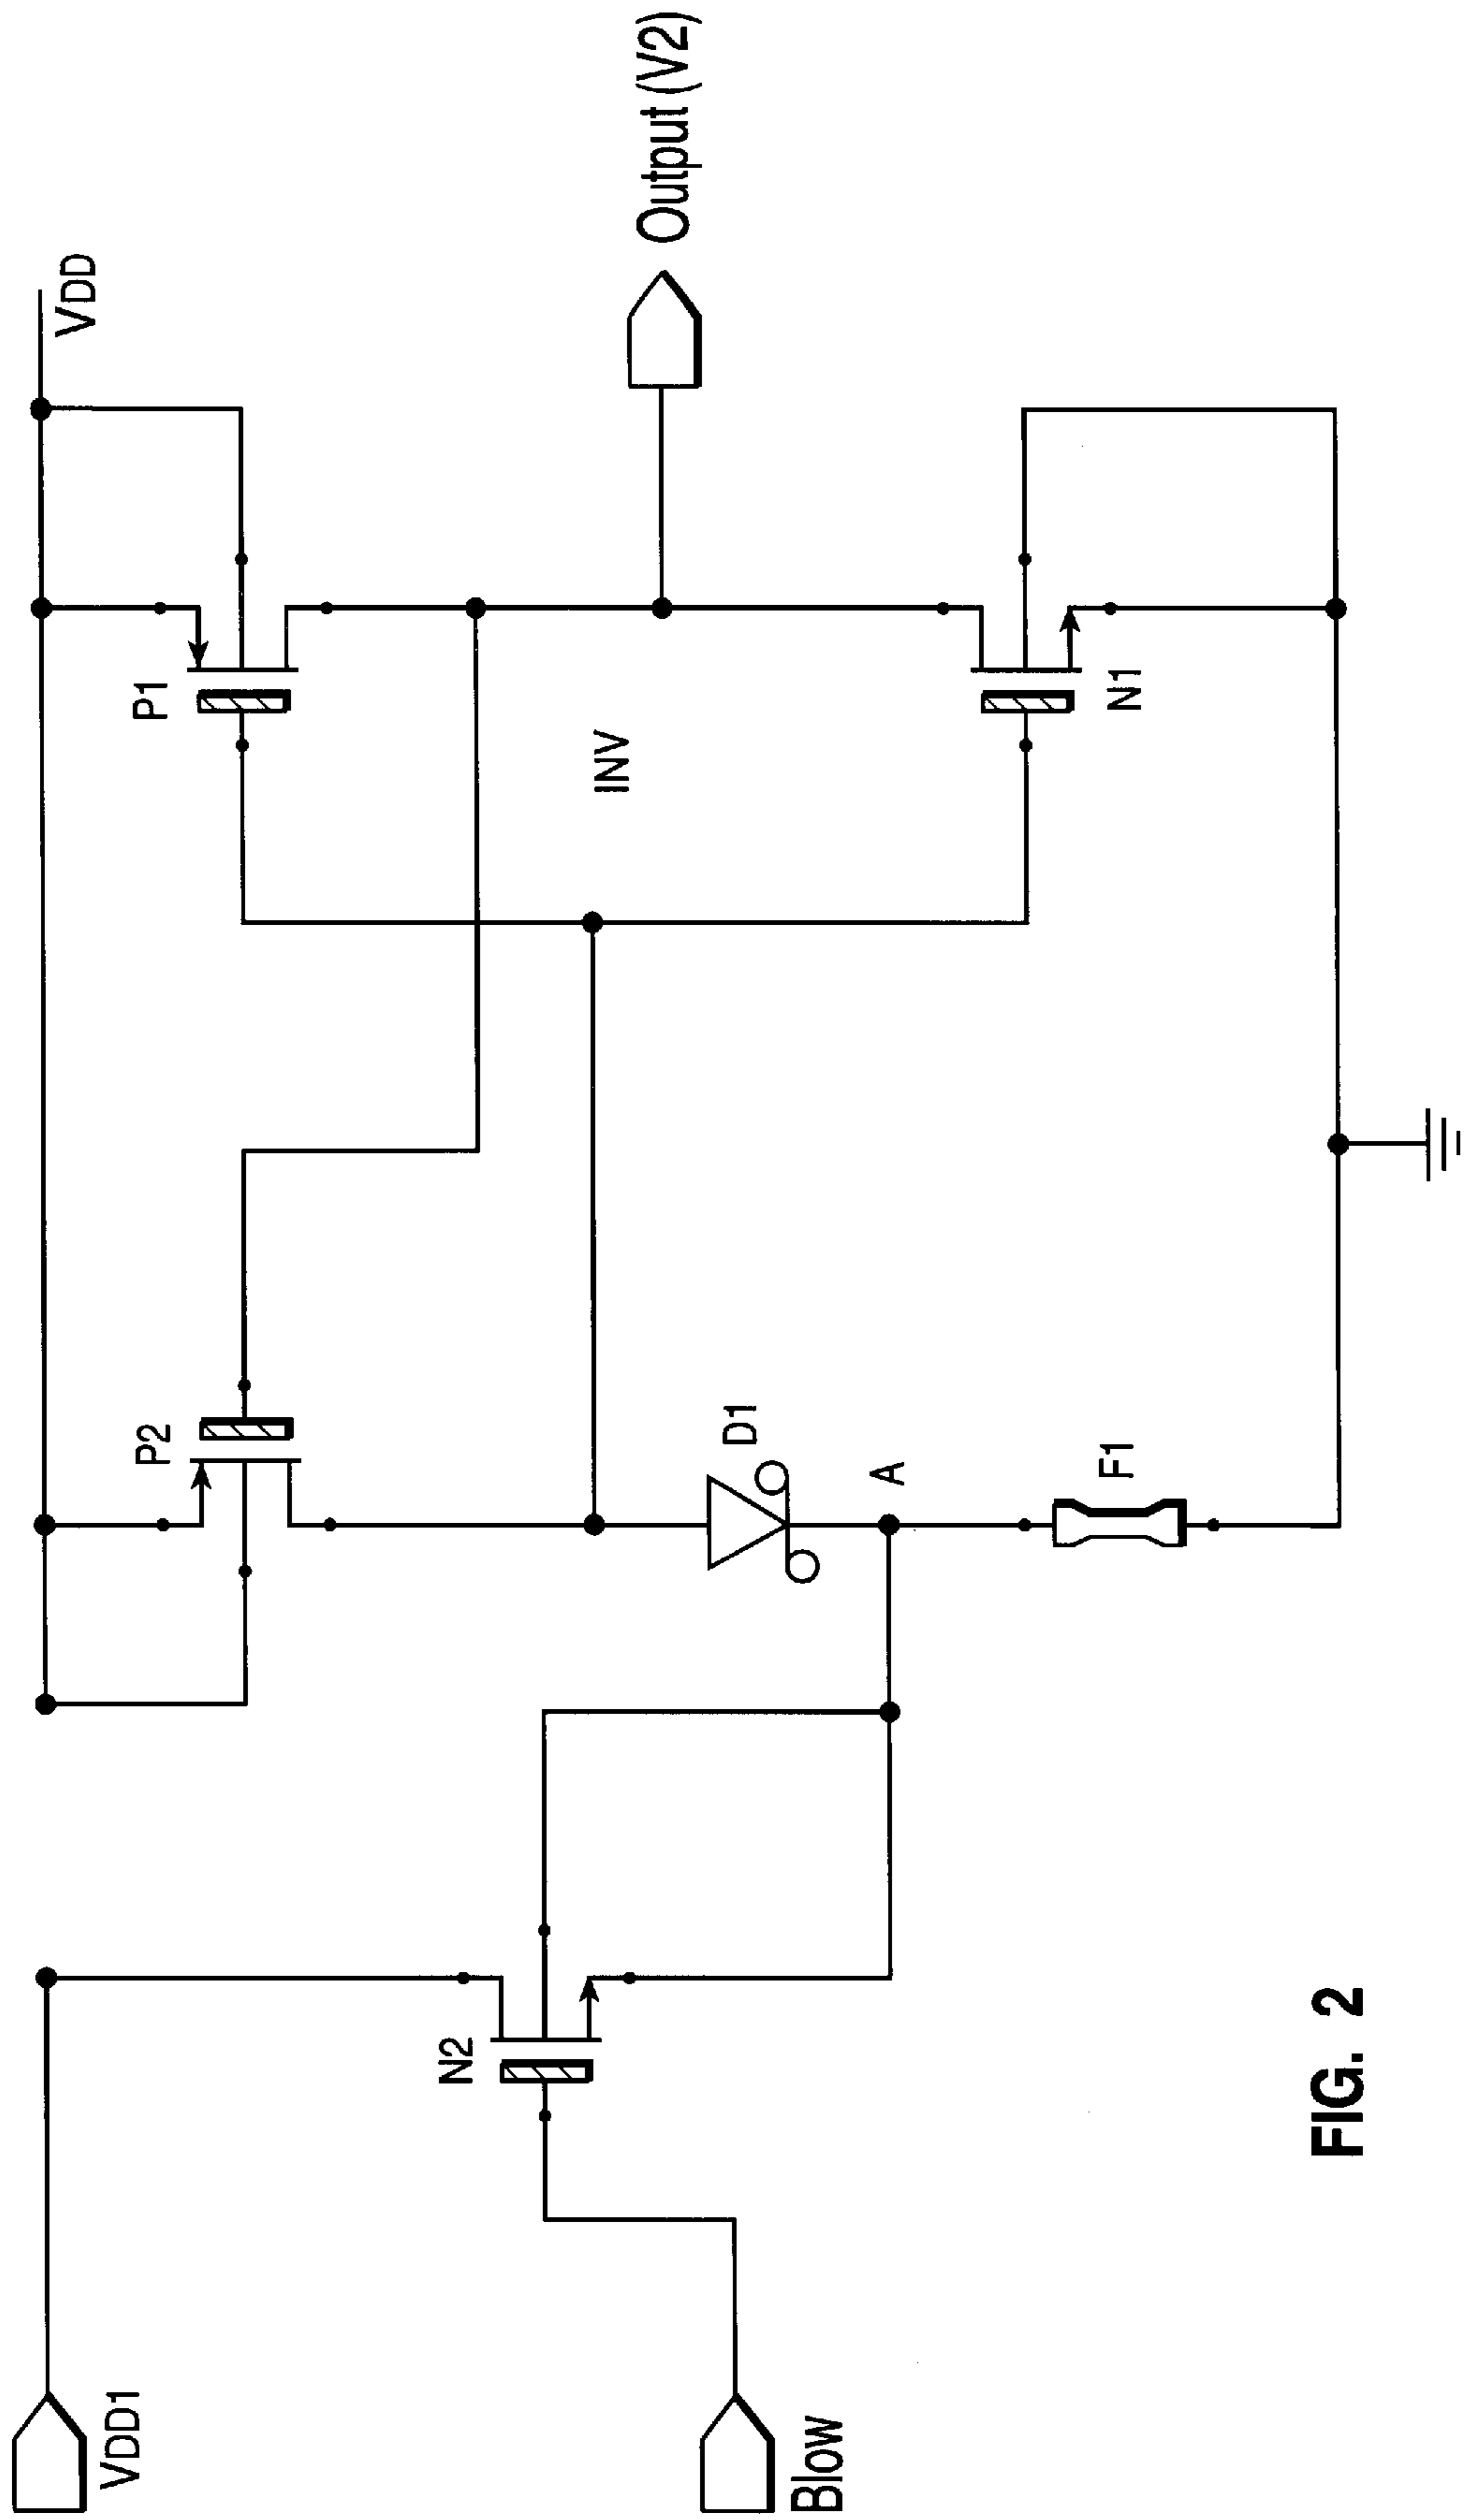 VDD1
VDD
P2
P1
N2
INV
Output (V2)
D1
Blow
A
F1
N1
FIG. 2